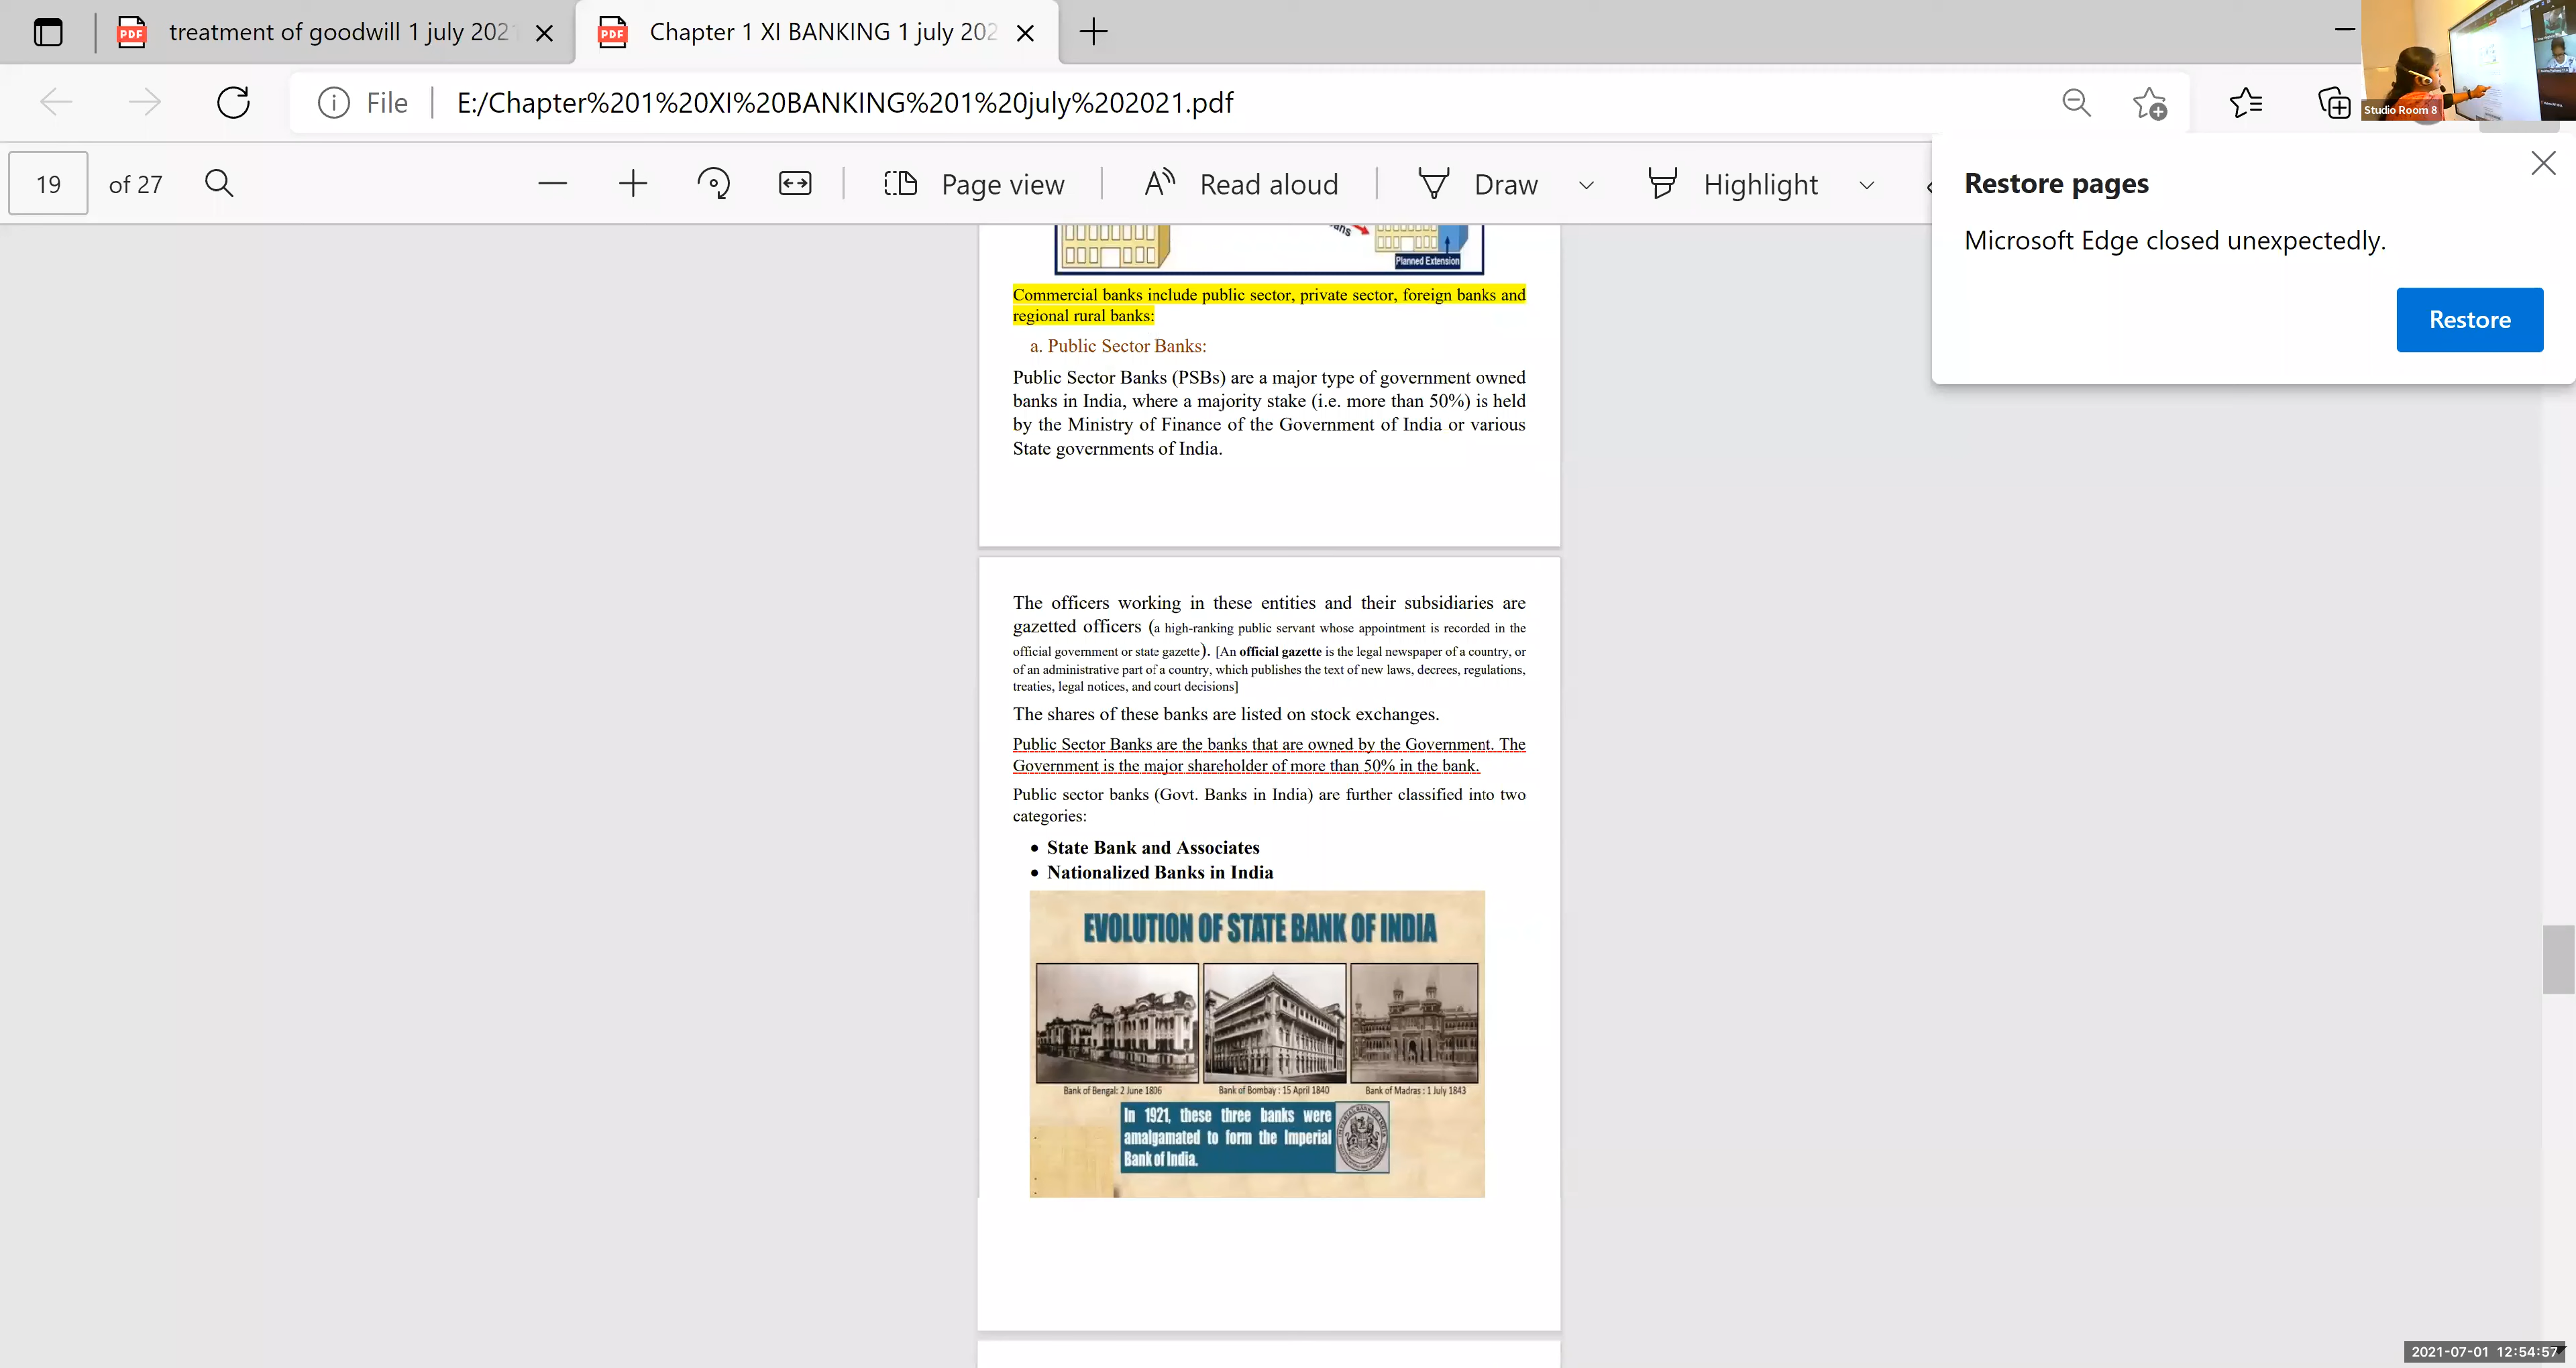 treatment of goodwill 1 july 202
Chapter 1 XI BANKING 1 july 202
File
E:/Chapter%201%20XI%20BANKING%201%20july%202021.pdf
Studio Room 8
19
of 27
Page view
Read aloud
Draw
Highlight
Restore pages
Microsoft Edge closed unexpectedly.
Restore
Planned Extension
Commercial banks include public sector, private sector, foreign banks and
regional rural banks:
a. Public Sector Banks:
Public Sector Banks (PSBs) are a major type of government owned
banks in India, where a majority stake (i.e. more than 50%) is held
by the Ministry of Finance of the Government of India or various
State governments of India.
The officers working in these entities and their subsidiaries are
gazetted officers (a high-ranking public servant whose appointment is recorded in the
official government or state gazette). [An official gazette is the legal newspaper of a country, or
of an administrative part of a country, which publishes the text of new laws, decrees, regulations,
treaties, legal notices, and court decisions]
The shares of these banks are listed on stock exchanges.
Public Sector Banks are the banks that are owned by the Government. The
Government is the major shareholder of more than 50% in the bank.
Public sector banks (Govt. Banks in India) are further classified into two
categories:
• State Bank and Associates
• Nationalized Banks in India
EVOLUTION OF STATE BANK OF INDIA
Bank of Bengal: 2 June 1806
Bank of Bombay : 15 April 1840
Bank of Madras : 1 July 1843
In 1921, these three banks were
amalgamated to form the Imperial
Bank of India.
2021-07-01 12:54:57